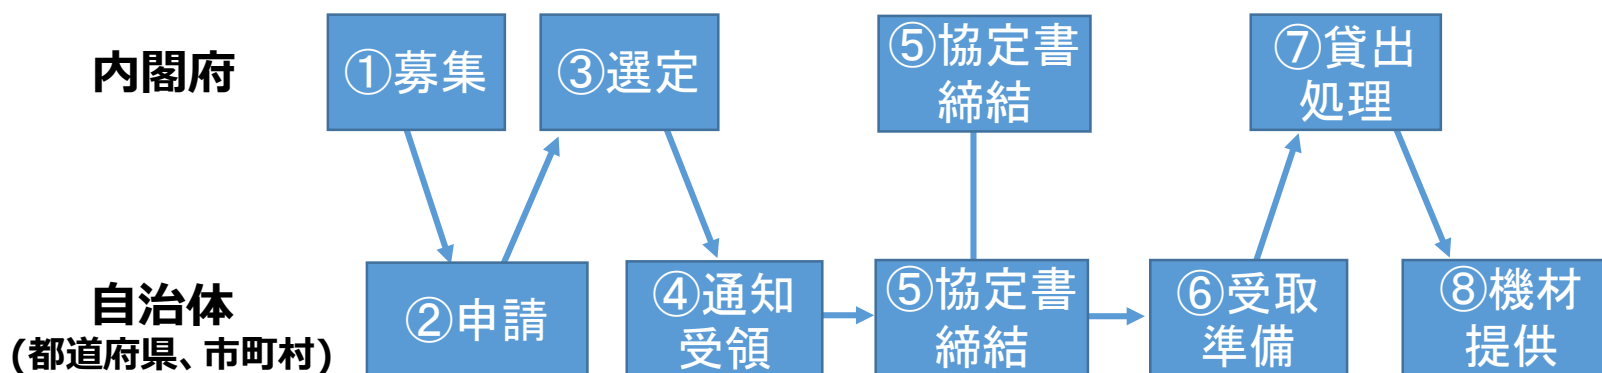 内閣府
①募集
③選定
⑤協定書
締結
⑦貸出
処理
自治体
(都道府県、市町村)
②申請
④通知
受領
⑤協定書
締結
⑥受取
準備
⑧機材
提供